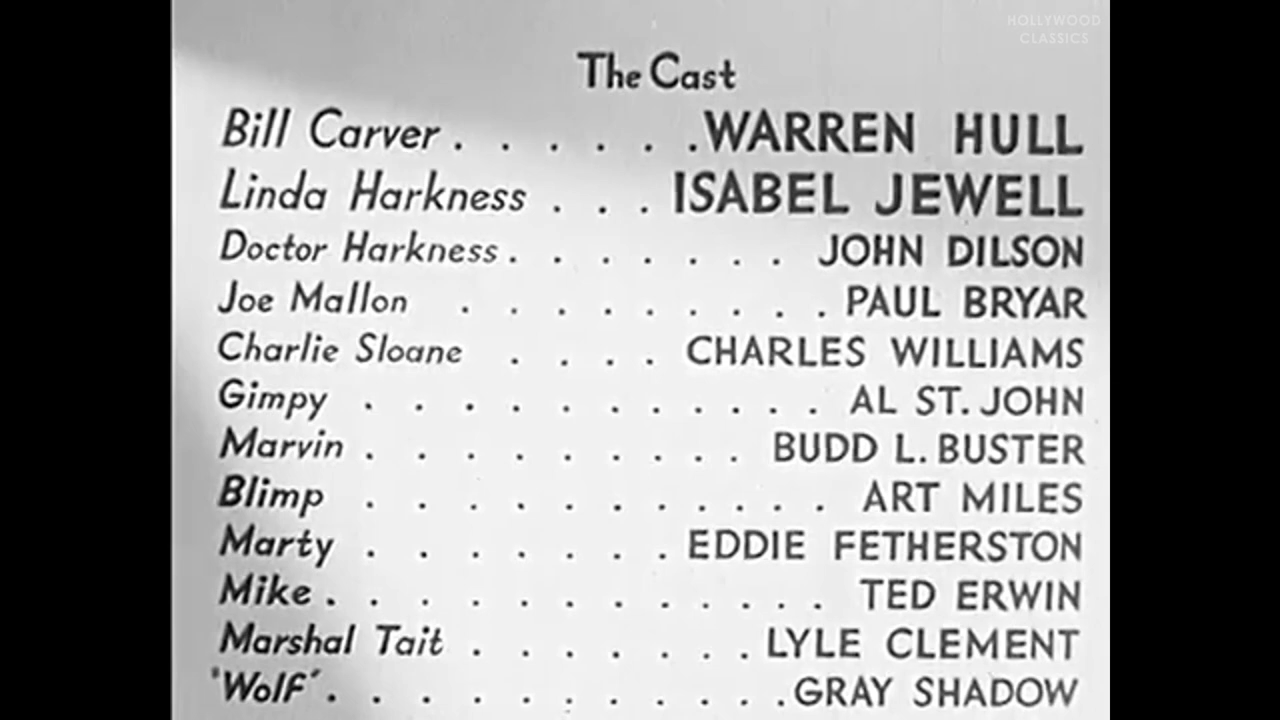 HOLLYWOOD
CLASSICS
The Cast
Bill Carver . . . . . . WARREN HULL
Linda Harkness . . . ISABEL JEWELL
Doctor Harkness . . . . . . . JOHN DILSON
Joe Mallon . . . . . . . . . PAUL BRYAR
Charlie Sloane . . . . CHARLES WILLIAMS
Gimpy . . . . . . . . . . AL ST. JOHN
Marvin . . . . . . . . . BUDD L. BUSTER
Blimp . . . . . . . . . . ART MILES
Marty . . . . . . . EDDIE FETHERSTON
Mike . . . . . . . . . . . TED ERWIN
Marshal Tait . . . . . . . LYLE CLEMENT
'Wolf' . . . . . . . . . . GRAY SHADOW